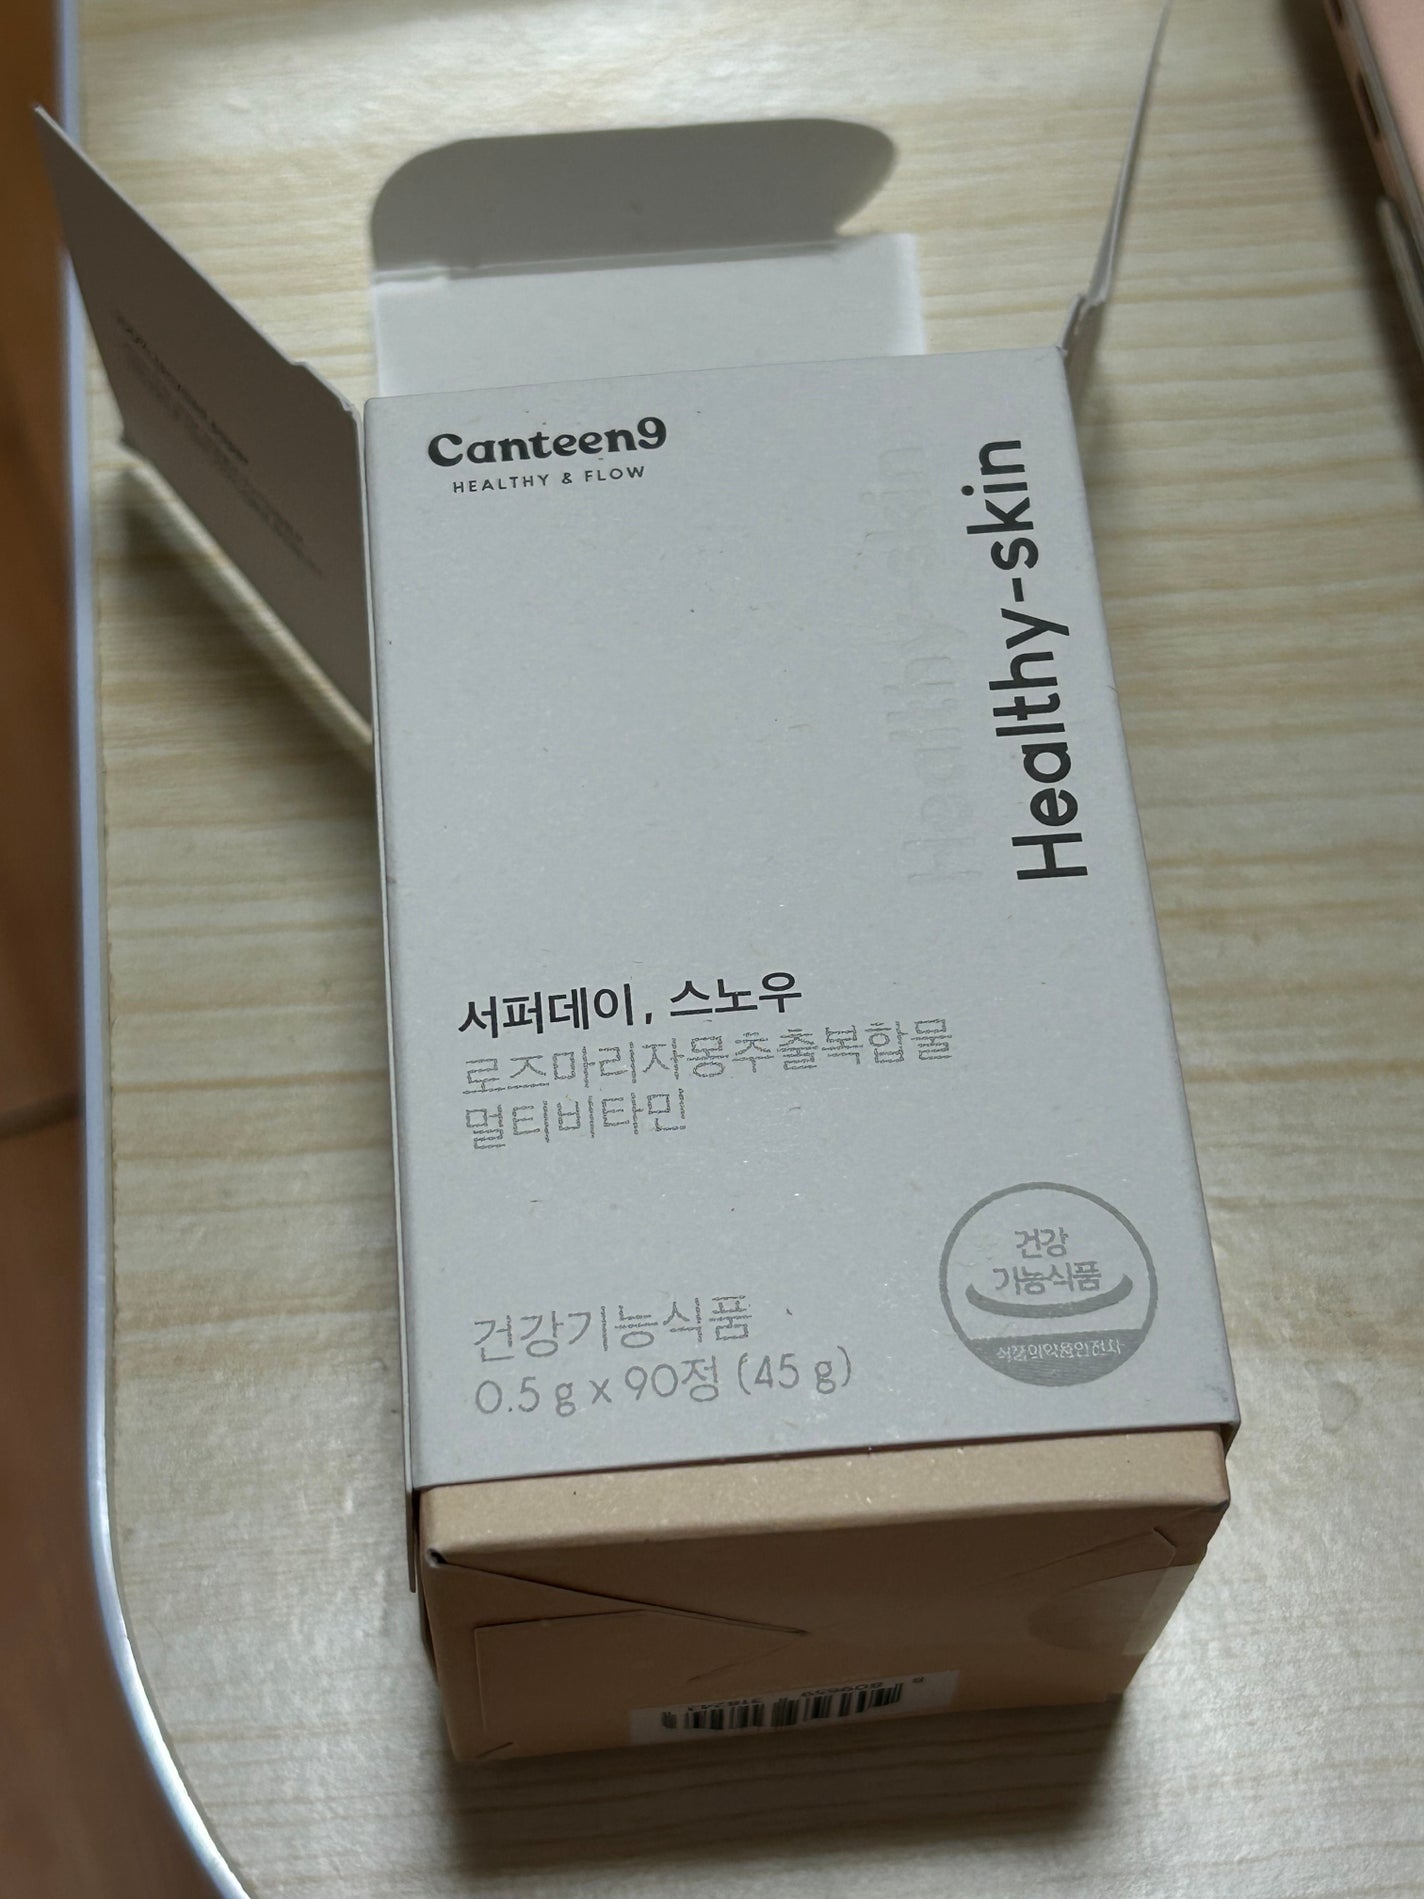 Canteen9
HEALTHY & FLOW
Healthy-skin
Healthy-skin
서퍼데이, 스노우
로즈마리자몽추출복합물
멀티비타민
건강기능식품
0.5 g x 90정 (45 g)
건강
기능식품
식품의약품안전처